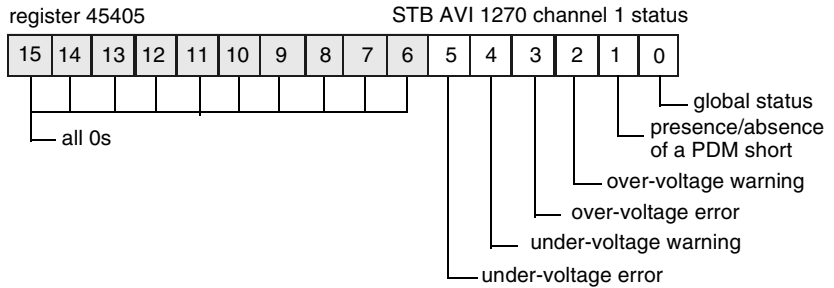 register 45405
STB AVI 1270 channel 1 status
15 14 13 12 11 10 9 8 7 6 5 4 3 2 1 0
global status
presence/absence
of a PDM short
all 0s
over-voltage warning
over-voltage error
under-voltage warning
under-voltage error